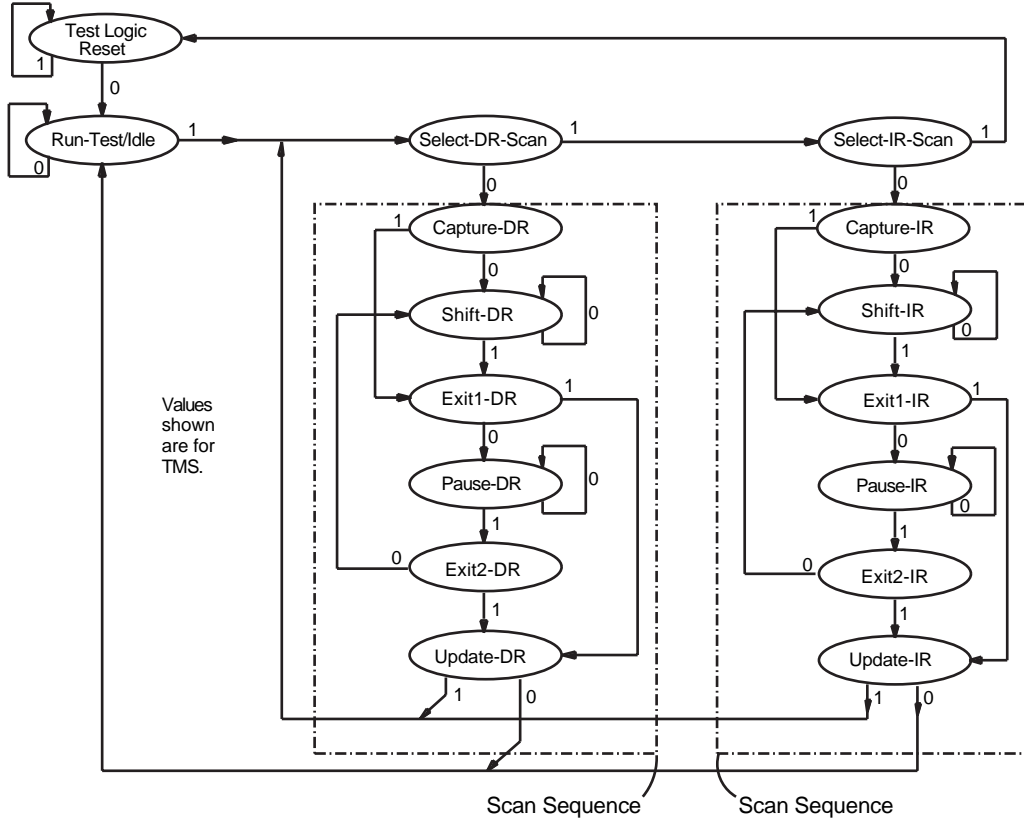 Test Logic
Reset
1
0
Run-Test/Idle
1
Select-DR-Scan
1
Select-IR-Scan
1
0
0
0
1
Capture-DR
1
Capture-IR
0
0
Shift-DR
0
Shift-IR
0
1
1
Exit1-DR
1
Exit1-IR
1
Values
shown
are for
TMS.
0
0
Pause-DR
0
Pause-IR
0
1
1
0
Exit2-DR
0
Exit2-IR
1
1
Update-DR
Update-IR
1
0
1
0
Scan Sequence
Scan Sequence